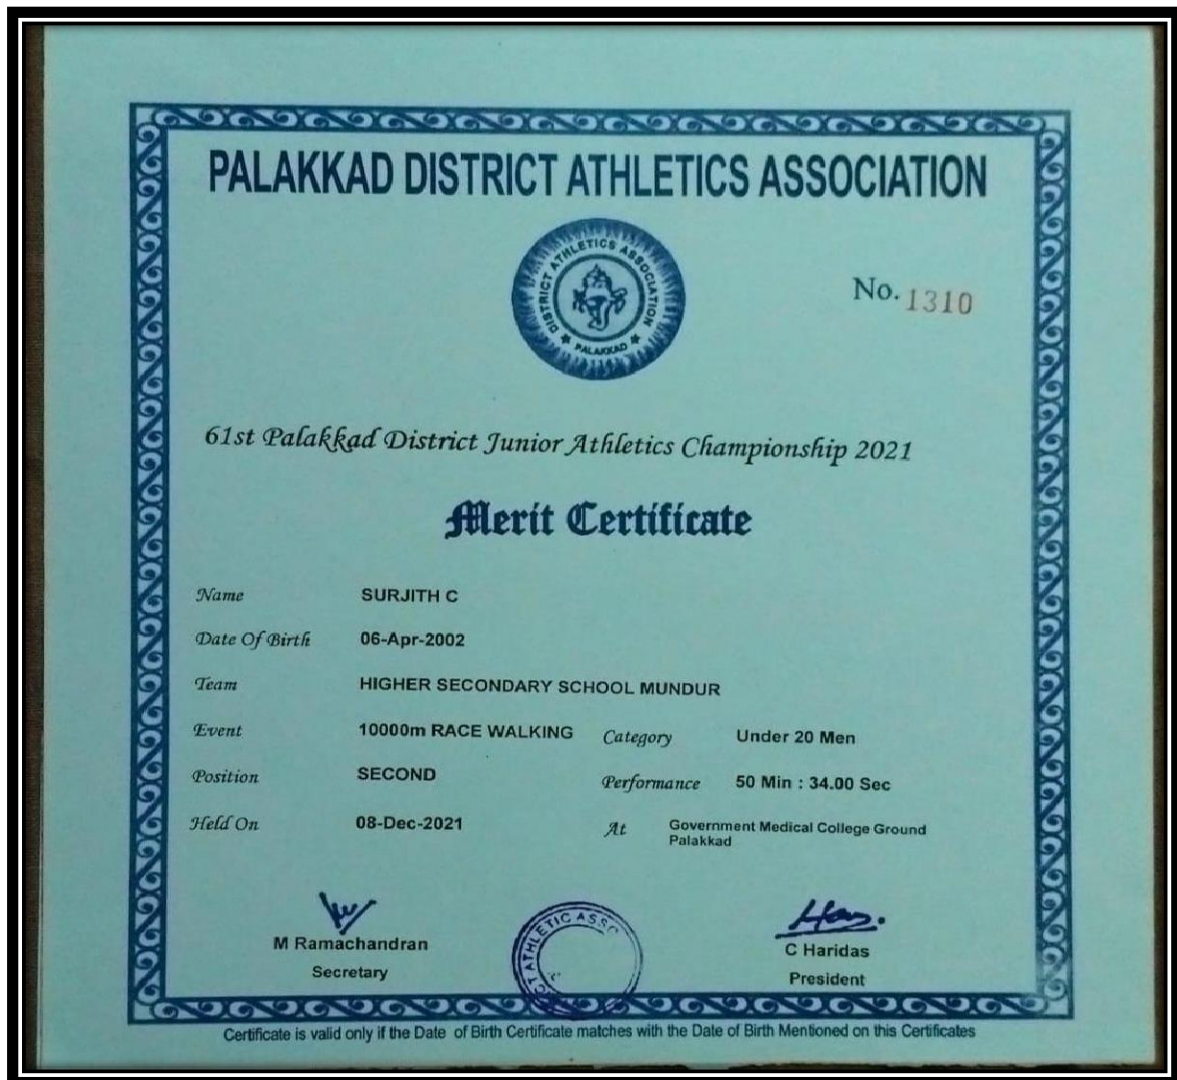 PALAKKAD DISTRICT ATHLETICS ASSOCIATION
DISTRICT ATHLETICS ASSOCIATION
PALAKKAD
No. 1310
61st Palakkad District Junior Athletics Championship 2021
Merit Certificate
Name SURJITH C
Date Of Birth 06-Apr-2002
Team HIGHER SECONDARY SCHOOL MUNDUR
Event 10000m RACE WALKING Category Under 20 Men
Position SECOND Performance 50 Min : 34.00 Sec
Held On 08-Dec-2021 At Government Medical College Ground
Palakkad
M Ramachandran
Secretary
ATHLETIC ASSO
C Haridas
President
Certificate is valid only if the Date of Birth Certificate matches with the Date of Birth Mentioned on this Certificates